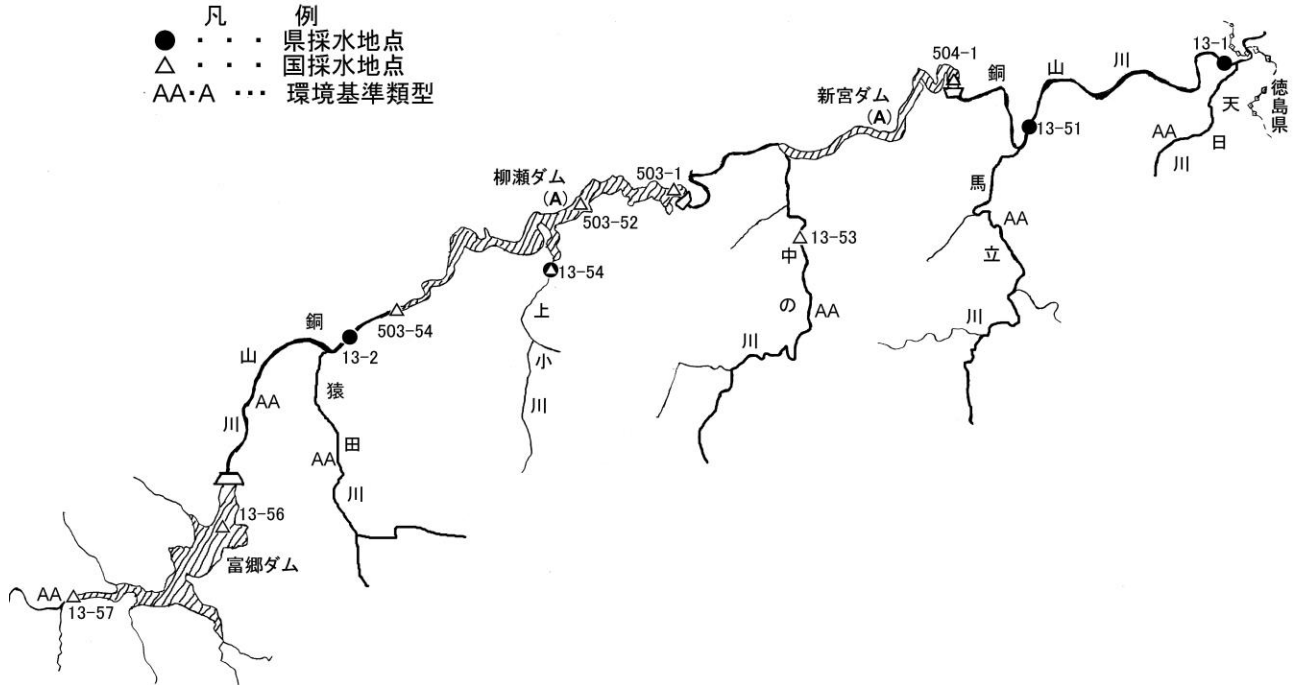 凡 例
● ・ ・ ・ 県採水地点
△ ・ ・ ・ 国採水地点
AA・A ・・・ 環境基準類型
13-1
徳島県
天日川
AA
504-1
銅山川
新宮ダム
(A)
13-51
馬立川
AA
柳瀬ダム
(A)
503-1
503-52
13-53
中の川
AA
13-54
上小川
503-54
13-2
銅山川
AA
猿田川
AA
13-56
富郷ダム
AA
13-57